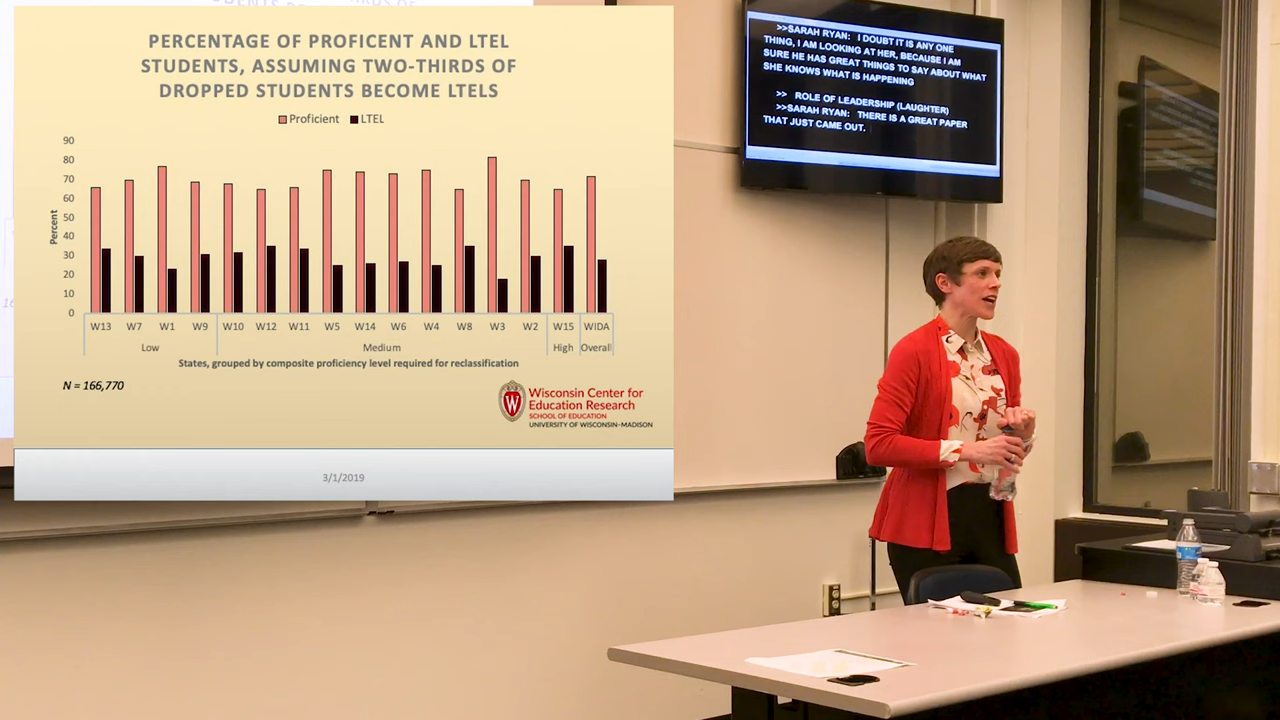 PERCENTAGE OF PROFICENT AND LTEL
STUDENTS, ASSUMING TWO-THIRDS OF
DROPPED STUDENTS BECOME LTELS
Proficient LTEL
90
80
70
60
50
40
30
20
10
0
Percent
W13 W7 W1 W9 W10 W12 W11 W5 W14 W6 W4 W8 W3 W2 W15 WIDA
Low Medium High Overall
States, grouped by composite proficiency level required for reclassification
N = 166,770
W
Wisconsin Center for
Education Research
SCHOOL OF EDUCATION
UNIVERSITY OF WISCONSIN–MADISON
3/1/2019
>>SARAH RYAN: I DOUBT IT IS ANY ONE
THING, I AM LOOKING AT HER, BECAUSE I AM
SURE HE HAS GREAT THINGS TO SAY ABOUT WHAT
SHE KNOWS WHAT IS HAPPENING
>> ROLE OF LEADERSHIP (LAUGHTER)
>>SARAH RYAN: THERE IS A GREAT PAPER
THAT JUST CAME OUT.